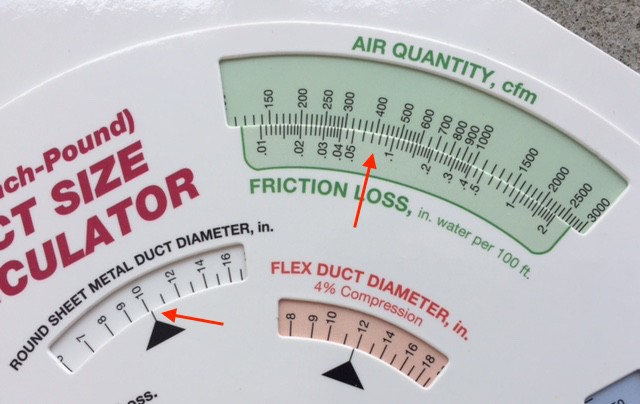 AIR QUANTITY, cfm
150 200 250 300 400 500 600 700 800 900 1000 1500 2000 2500 3000
.01 .02 .03 .04 .05 .1 .2 .3 .4 .5 1 2
FRICTION LOSS, in. water per 100 ft.
nch-Pound)
CT SIZE
CULATOR
ROUND SHEET METAL DUCT DIAMETER, in.
7 8 9 10 12 14 16
FLEX DUCT DIAMETER, in.
4% Compression
8 9 10 12 14 16 18
oss.